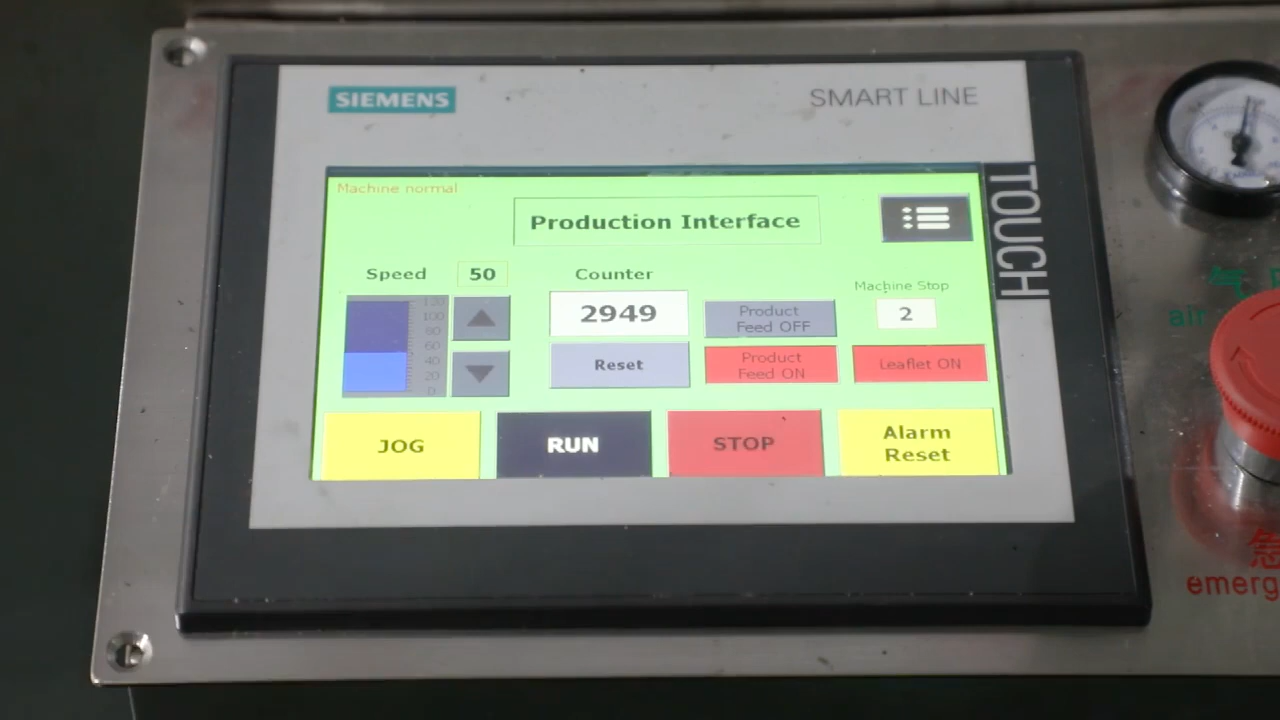 SIEMENS
SMART LINE
TOUCH
Machine normal
Production Interface
Speed
50
Counter
Machine Stop
120
100
80
60
40
20
0
2949
2
Product
Feed OFF
Reset
Product
Feed ON
Leaflet ON
JOG
RUN
STOP
Alarm
Reset
气
air
急
emerg